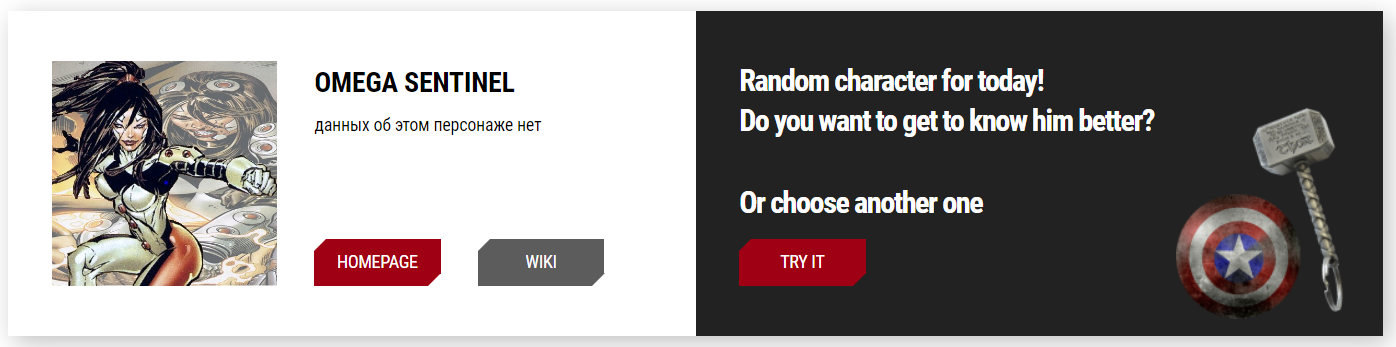 OMEGA SENTINEL
данных об этом персонаже нет
HOMEPAGE
WIKI
Random character for today!
Do you want to get to know him better?
Or choose another one
TRY IT